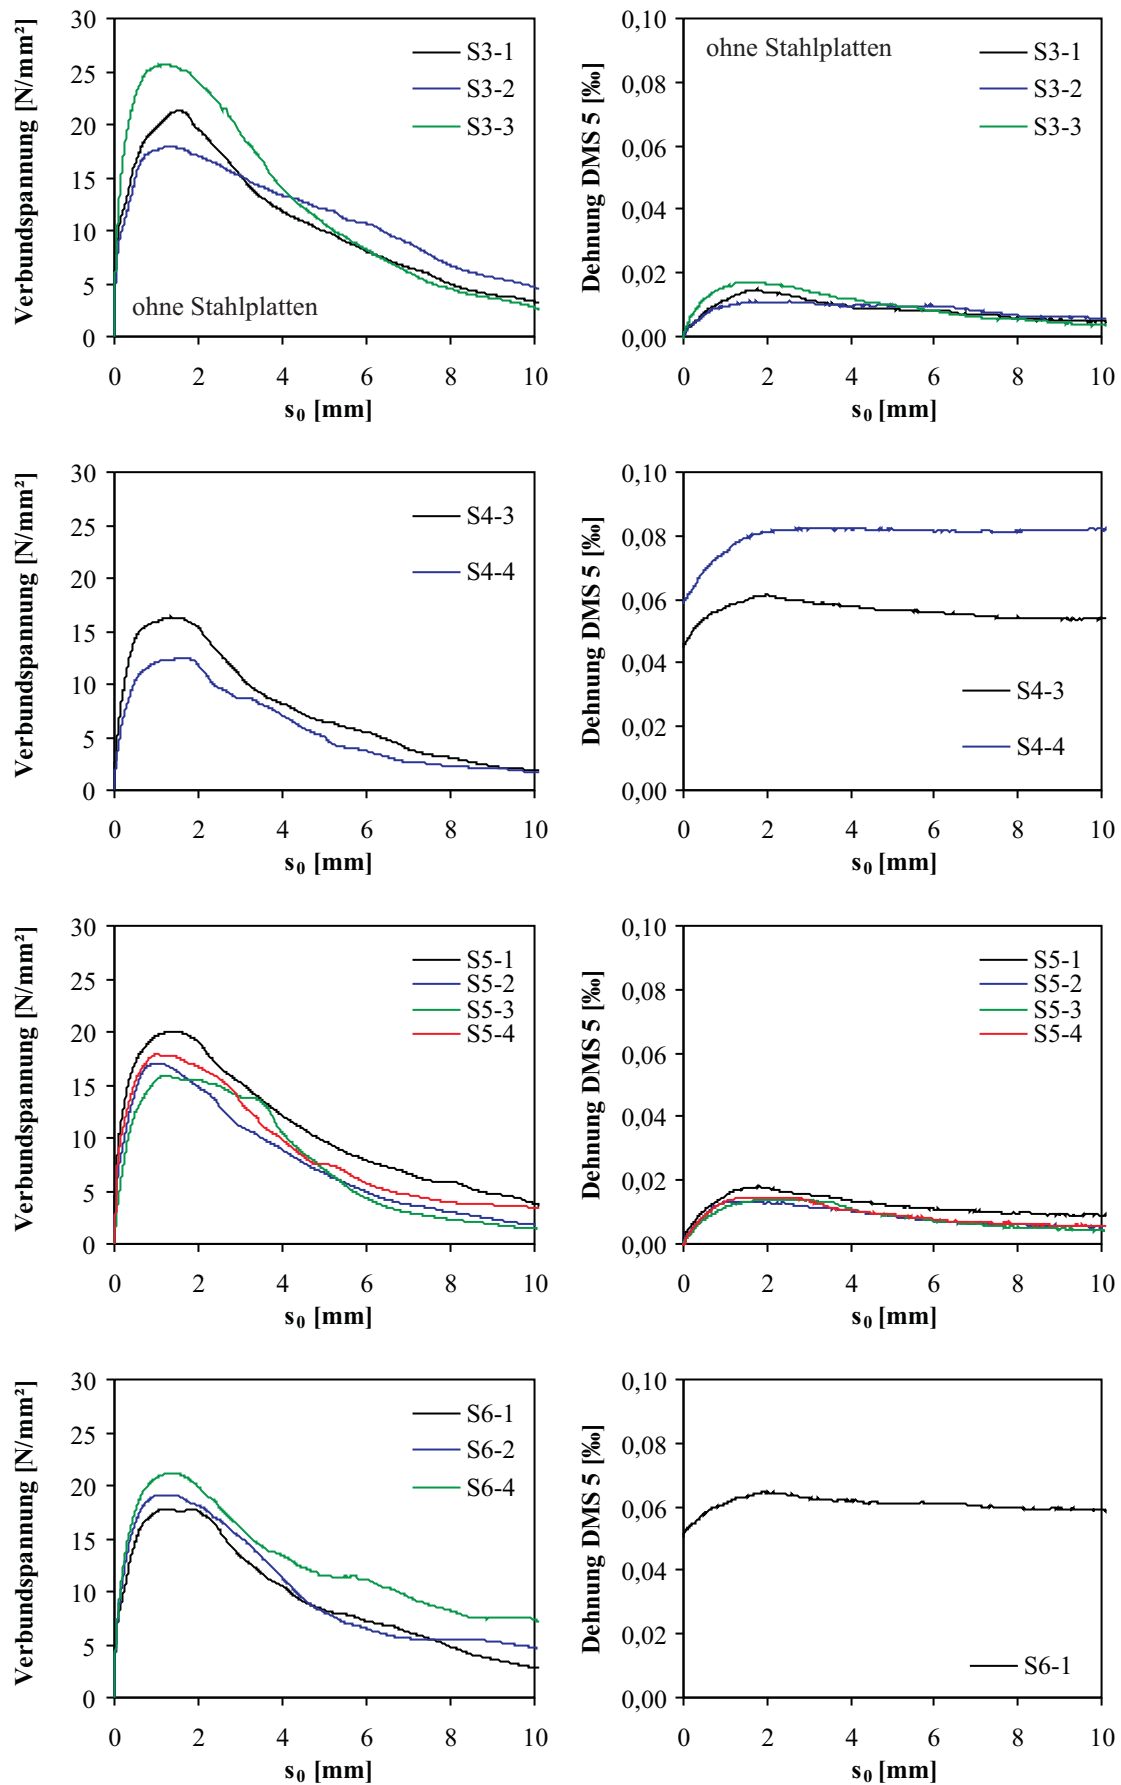 Verbundspannung [N/mm²]
30
25
20
15
10
5
0
S3-1
S3-2
S3-3
ohne Stahlplatten
0 2 4 6 8 10
s₀ [mm]
Dehnung DMS 5 [‰]
0,10
0,08
0,06
0,04
0,02
0,00
ohne Stahlplatten
S3-1
S3-2
S3-3
0 2 4 6 8 10
s₀ [mm]
Verbundspannung [N/mm²]
30
25
20
15
10
5
0
S4-3
S4-4
0 2 4 6 8 10
s₀ [mm]
Dehnung DMS 5 [‰]
0,10
0,08
0,06
0,04
0,02
0,00
S4-3
S4-4
0 2 4 6 8 10
s₀ [mm]
Verbundspannung [N/mm²]
30
25
20
15
10
5
0
S5-1
S5-2
S5-3
S5-4
0 2 4 6 8 10
s₀ [mm]
Dehnung DMS 5 [‰]
0,10
0,08
0,06
0,04
0,02
0,00
S5-1
S5-2
S5-3
S5-4
0 2 4 6 8 10
s₀ [mm]
Verbundspannung [N/mm²]
30
25
20
15
10
5
0
S6-1
S6-2
S6-4
0 2 4 6 8 10
s₀ [mm]
Dehnung DMS 5 [‰]
0,10
0,08
0,06
0,04
0,02
0,00
S6-1
0 2 4 6 8 10
s₀ [mm]